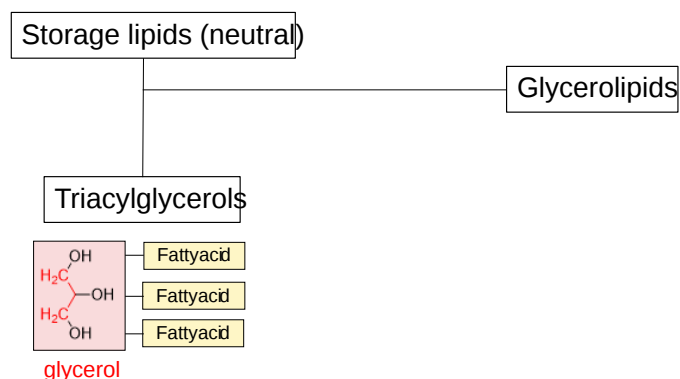 Storage lipids (neutral)
Glycerolipids
Triacylglycerols
OH
H₂C
OH
H₂C
OH
Fattyacid
Fattyacid
Fattyacid
glycerol